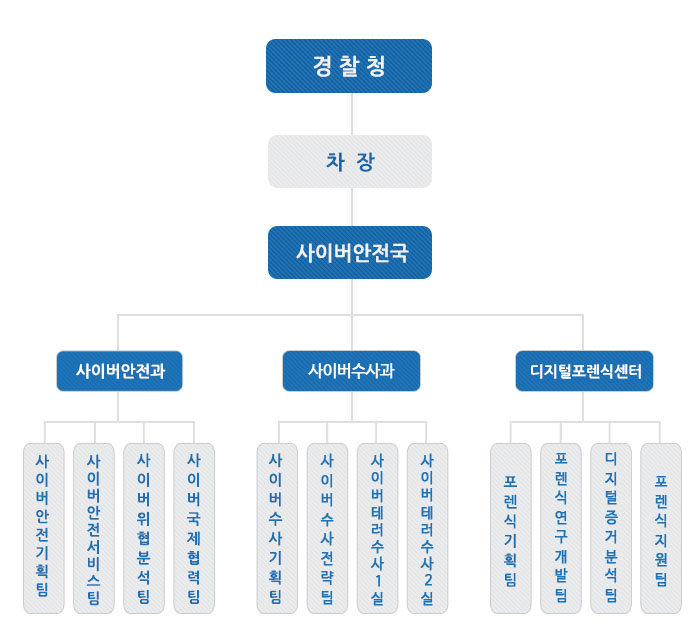 경찰청
차장
사이버안전국
사이버안전과
사이버수사과
디지털포렌식센터
사이버안전기획팀
사이버안전서비스팀
사이버위협분석팀
사이버국제협력팀
사이버수사기획팀
사이버수사전략팀
사이버테러수사1실
사이버테러수사2실
포렌식기획팀
포렌식연구개발팀
디지털증거분석팀
포렌식지원팀